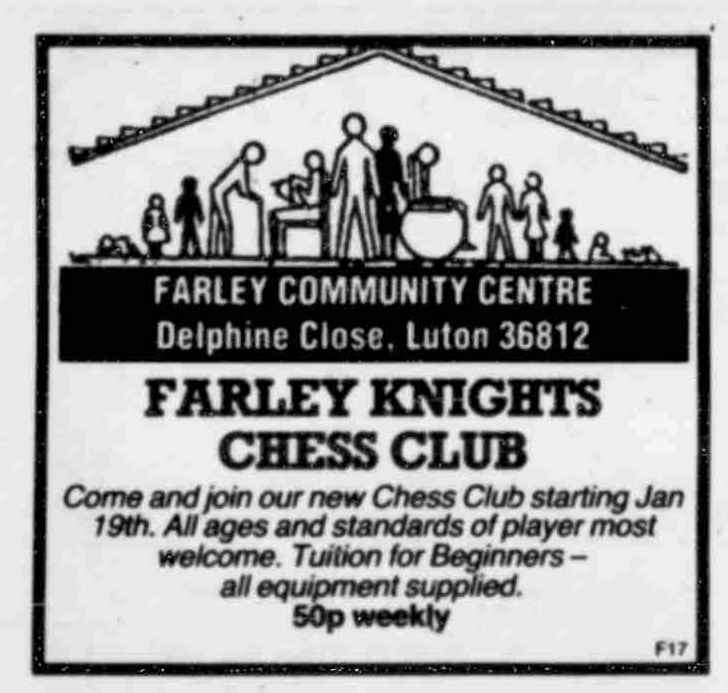 FARLEY COMMUNITY CENTRE
Delphine Close, Luton 36812
FARLEY KNIGHTS
CHESS CLUB
Come and join our new Chess Club starting Jan
19th. All ages and standards of player most
welcome. Tuition for Beginners –
all equipment supplied.
50p weekly
F17